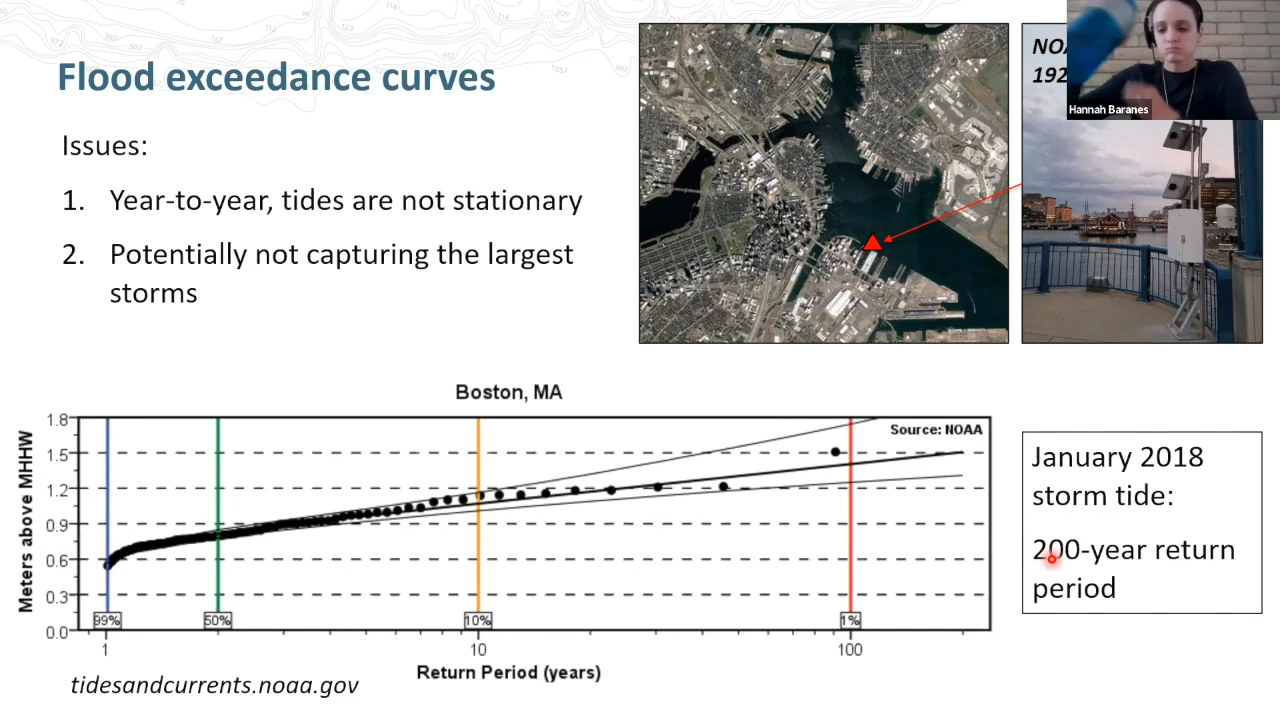 Flood exceedance curves
Issues:
1. Year-to-year, tides are not stationary
2. Potentially not capturing the largest
storms
192
Hannah Baranes
Boston, MA
Source: NOAA
Meters above MHHW
1.8
1.5
1.2
0.9
0.6
0.3
0.0
99%
50%
10%
1%
1
10
100
Return Period (years)
tidesandcurrents.noaa.gov
January 2018
storm tide:
200-year return
period